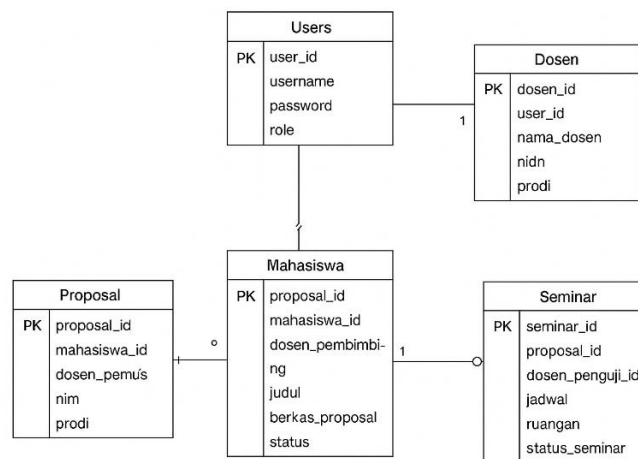 Users
PK
user_id
username
password
role
Dosen
PK
dosen_id
user_id
nama_dosen
nidn
prodi
1
Mahasiswa
PK
proposal_id
mahasiswa_id
dosen_pembimbi-
ng
judul
berkas_proposal
status
Proposal
PK
proposal_id
mahasiswa_id
dosen_pemuís
nim
prodi
1
Seminar
PK
seminar_id
proposal_id
dosen_penguji_id
jadwal
ruangan
status_seminar